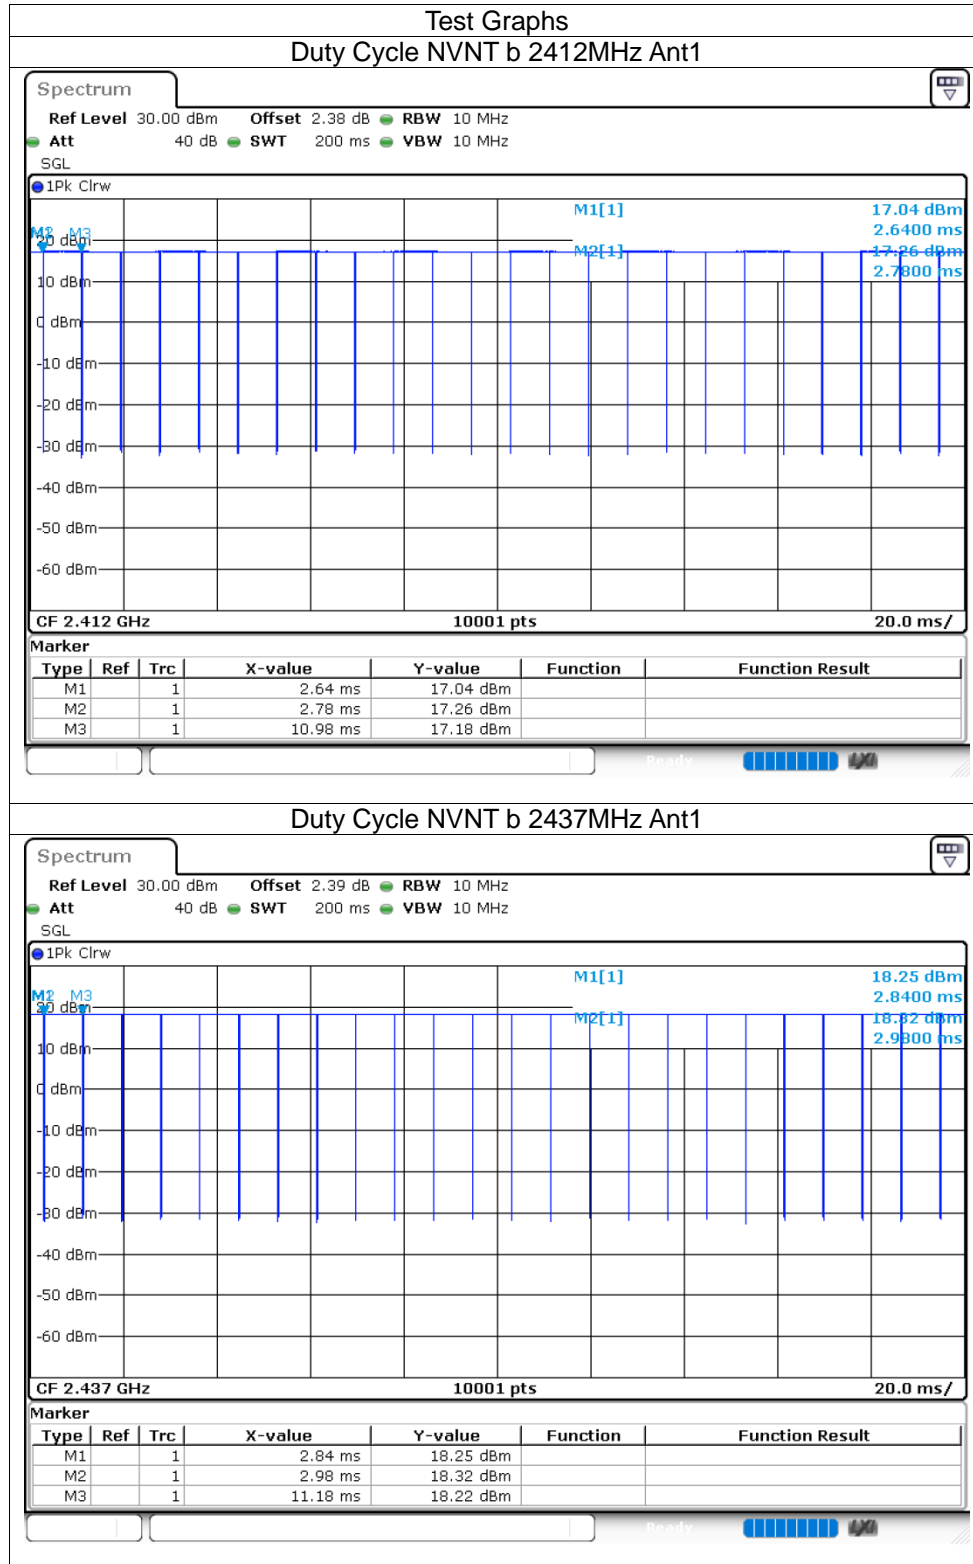 Test Graphs
Duty Cycle NVNT b 2412MHz Ant1
Spectrum
Ref Level 30.00 dBm Offset 2.38 dB RBW 10 MHz
Att 40 dB SWT 200 ms VBW 10 MHz
SGL
1Pk Clrw
M1[1] 17.04 dBm
2.6400 ms
M2[1] 17.26 dBm
2.7800 ms
M2 M3
20 dBm
10 dBm
0 dBm
-10 dBm
-20 dBm
-30 dBm
-40 dBm
-50 dBm
-60 dBm
CF 2.412 GHz 10001 pts 20.0 ms/
Marker
Type Ref Trc X-value Y-value Function Function Result
M1 1 2.64 ms 17.04 dBm
M2 1 2.78 ms 17.26 dBm
M3 1 10.98 ms 17.18 dBm
Ready LXI
Duty Cycle NVNT b 2437MHz Ant1
Spectrum
Ref Level 30.00 dBm Offset 2.39 dB RBW 10 MHz
Att 40 dB SWT 200 ms VBW 10 MHz
SGL
1Pk Clrw
M1[1] 18.25 dBm
2.8400 ms
M2[1] 18.32 dBm
2.9800 ms
M2 M3
20 dBm
10 dBm
0 dBm
-10 dBm
-20 dBm
-30 dBm
-40 dBm
-50 dBm
-60 dBm
CF 2.437 GHz 10001 pts 20.0 ms/
Marker
Type Ref Trc X-value Y-value Function Function Result
M1 1 2.84 ms 18.25 dBm
M2 1 2.98 ms 18.32 dBm
M3 1 11.18 ms 18.22 dBm
Ready LXI